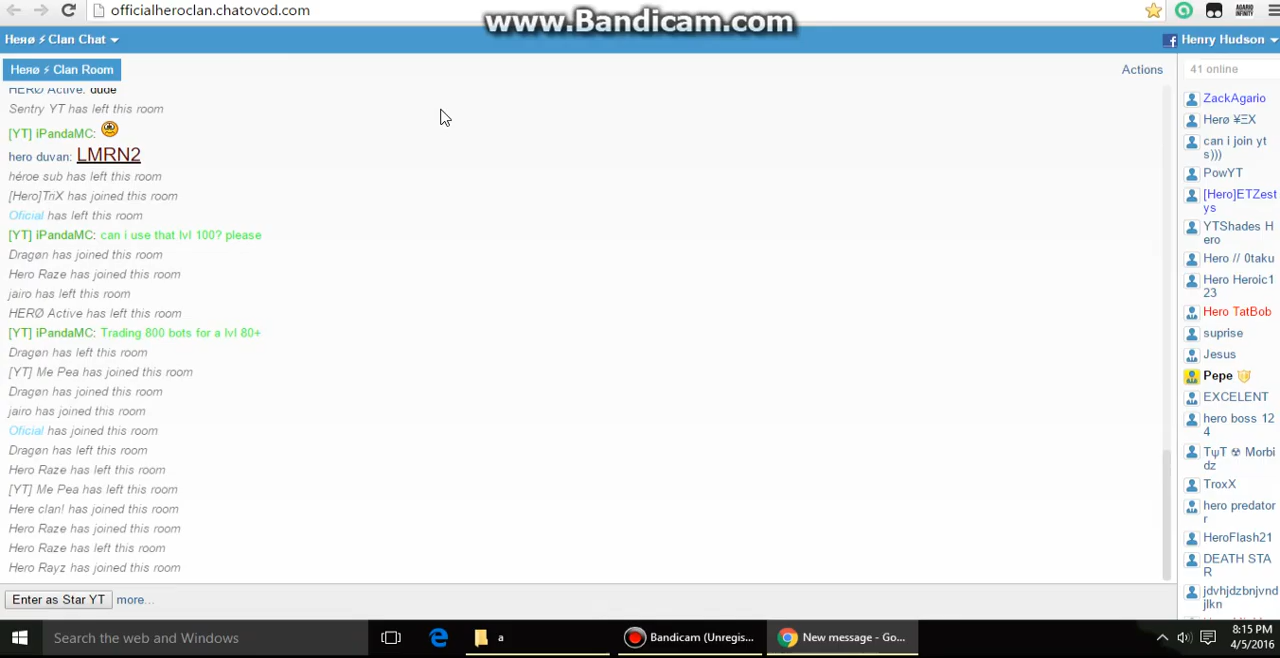 officialheroclan.chatovod.com
www.Bandicam.com
AGARIO
INFINITY
Неяø ⚡ Clan Chat
Henry Hudson
Неяø ⚡ Clan Room
Actions
41 online
HERØ Active: dude
Sentry YT has left this room
[YT] iPandaMC:
hero duvan: LMRN2
héroe sub has left this room
[Hero]TriX has joined this room
Oficial has left this room
[YT] iPandaMC: can i use that lvl 100? please
Dragøn has joined this room
Hero Raze has joined this room
jairo has left this room
HERØ Active has left this room
[YT] iPandaMC: Trading 800 bots for a lvl 80+
Dragøn has left this room
[YT] Me Pea has joined this room
Dragøn has joined this room
jairo has joined this room
Oficial has joined this room
Dragøn has left this room
Hero Raze has left this room
[YT] Me Pea has left this room
Here clan! has joined this room
Hero Raze has joined this room
Hero Raze has left this room
Hero Rayz has joined this room
ZackAgario
Herø ¥ΞX
can i join yt
s)))
PowYT
[Hero]ETZest
ys
YTShades H
ero
Hero // 0taku
Hero Heroic1
23
Hero TatBob
suprise
Jesus
Pepe
EXCELENT
hero boss 12
4
TψT ☢ Morbi
dz
TroxX
hero predator
r
HeroFlash21
DEATH STA
R
jdvhjdzbnjvnd
jlkn
Enter as Star YT more...
Search the web and Windows
a
Bandicam (Unregis...
New message - Go...
8:15 PM
4/5/2016